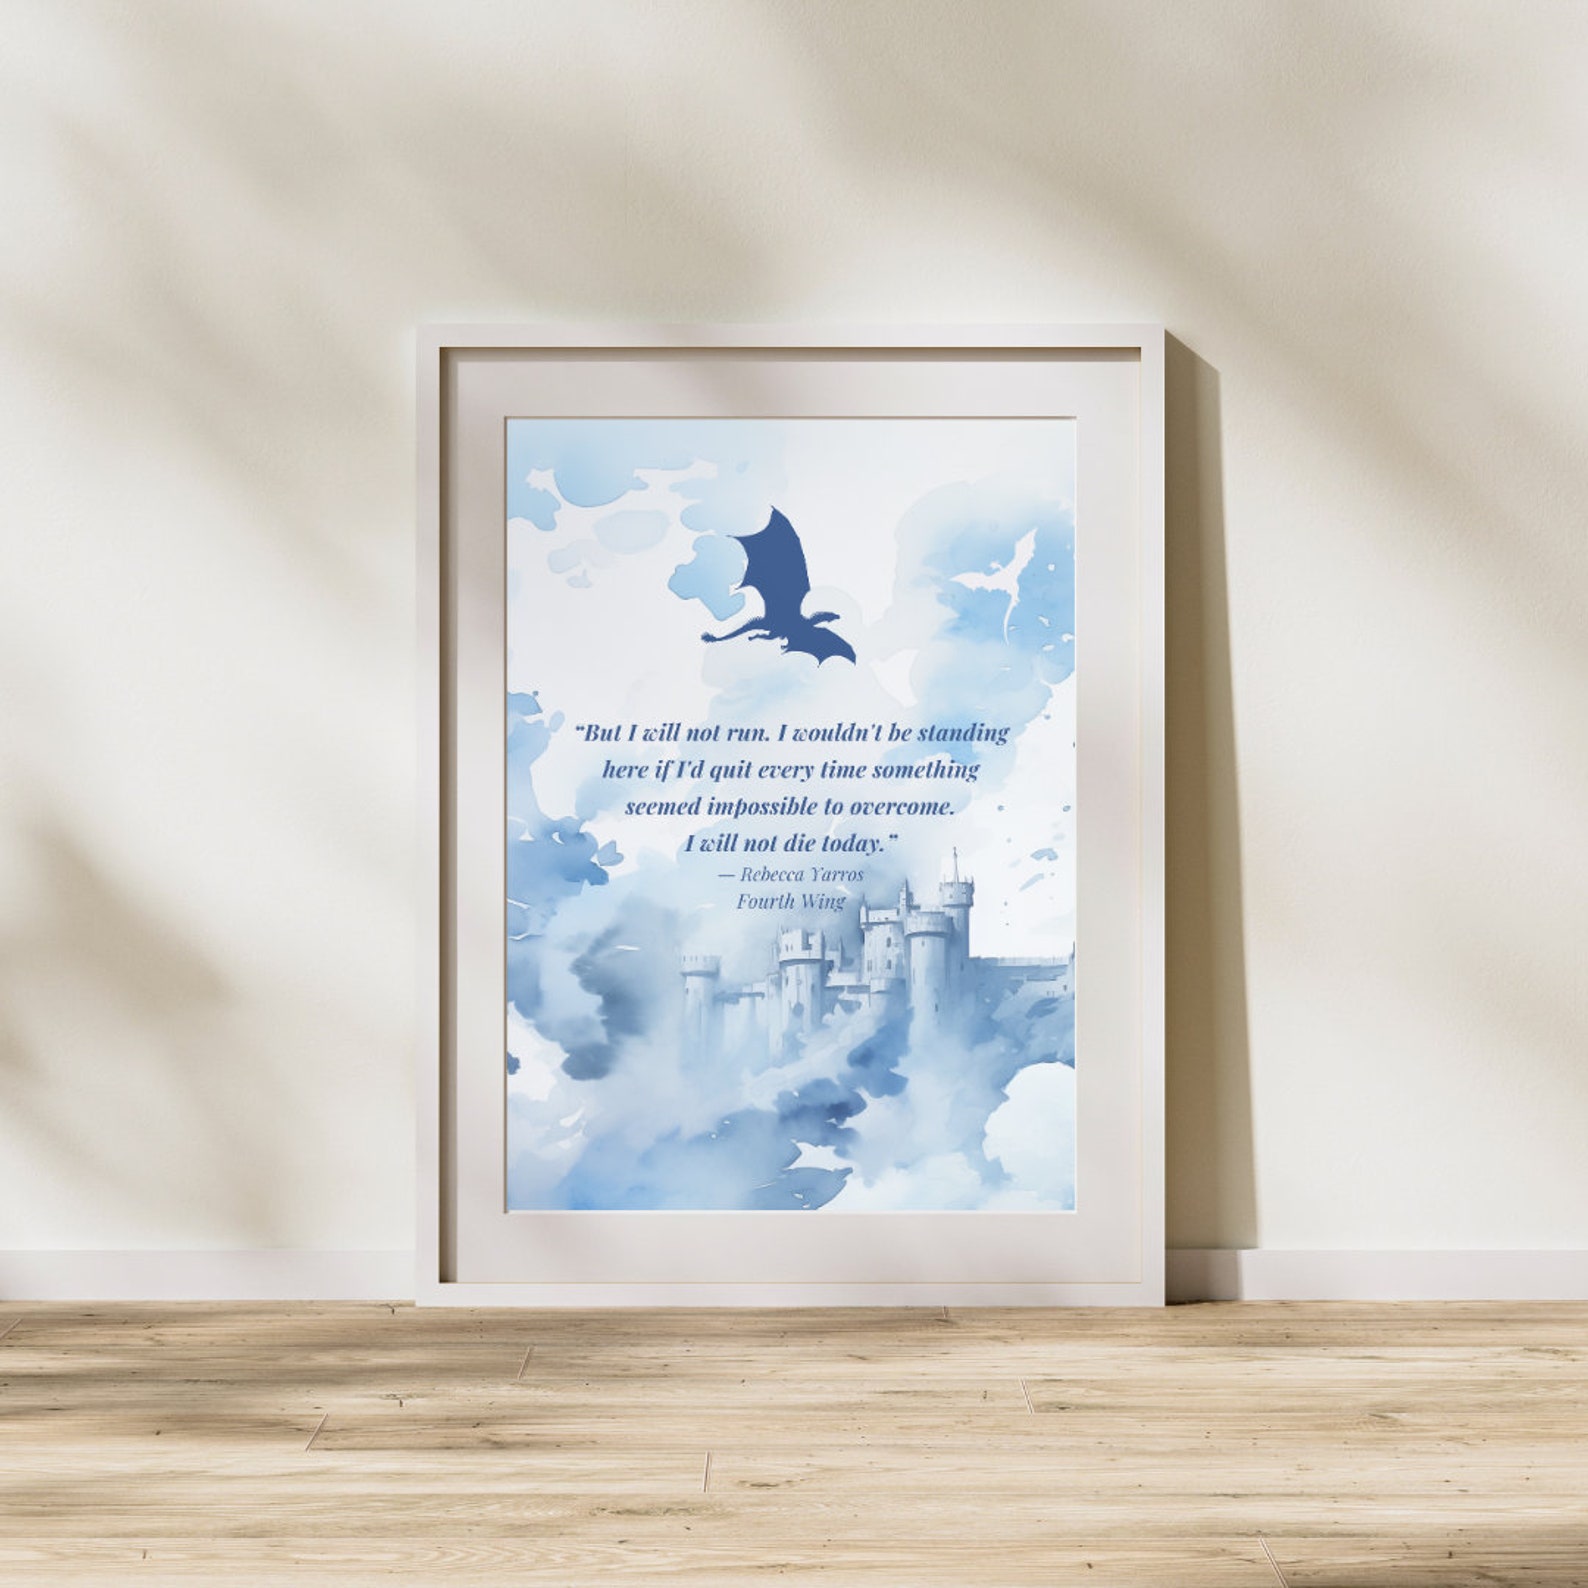 “But I will not run. I wouldn't be standing
here if I'd quit every time something
seemed impossible to overcome.
I will not die today.”
— Rebecca Yarros
Fourth Wing